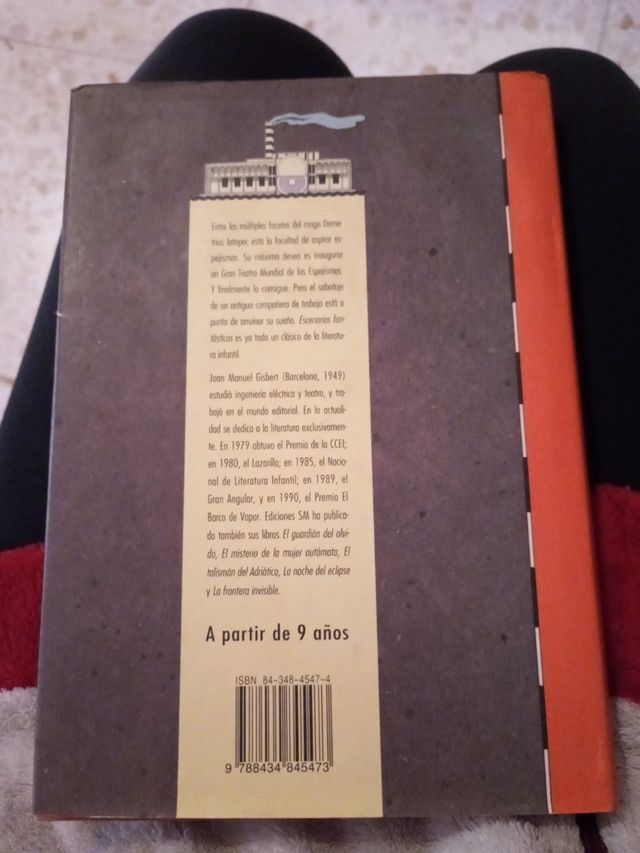 Entre las múltiples facetas del mago Deme-
trius Iatopec está la facultad de aspirar es-
pejismos. Su máximo deseo es inaugurar
un Gran Teatro Mundial de los Espejismos.
Y finalmente lo consigue. Pero el sabotaje
de un antiguo compañero de trabajo está a
punto de arruinar su sueño. Escenarios fan-
tásticos es ya todo un clásico de la literatu-
ra infantil.
Joan Manuel Gisbert (Barcelona, 1949)
estudió ingeniería eléctrica y teatro, y tra-
bajó en el mundo editorial. En la actuali-
dad se dedica a la literatura exclusivamen-
te. En 1979 obtuvo el Premio de la CCEI;
en 1980, el Lazarillo; en 1985, el Nacio-
nal de Literatura Infantil; en 1989, el
Gran Angular, y en 1990, el Premio El
Barco de Vapor. Ediciones SM ha publica-
do también sus libros El guardián del olvi-
do, El misterio de la mujer autómata, El
talismán del Adriático, La noche del eclipse
y La frontera invisible.
A partir de 9 años
ISBN 84-348-4547-4
9 788434 845473